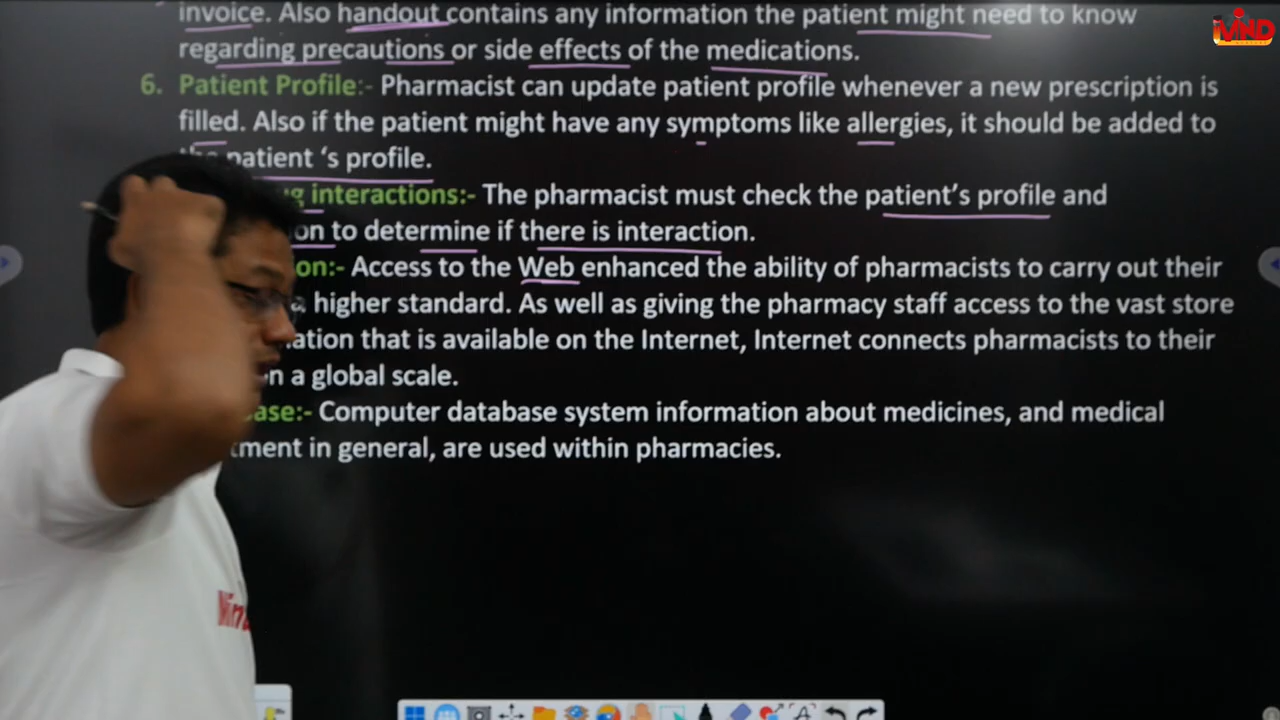 invoice. Also handout contains any information the patient might need to know
regarding precautions or side effects of the medications.
6. Patient Profile:- Pharmacist can update patient profile whenever a new prescription is
filled. Also if the patient might have any symptoms like allergies, it should be added to
the patient 's profile.
interactions:- The pharmacist must check the patient's profile and
to determine if there is interaction.
Access to the Web enhanced the ability of pharmacists to carry out their
higher standard. As well as giving the pharmacy staff access to the vast store
that is available on the Internet, Internet connects pharmacists to their
a global scale.
Computer database system information about medicines, and medical
in general, are used within pharmacies.
MIND